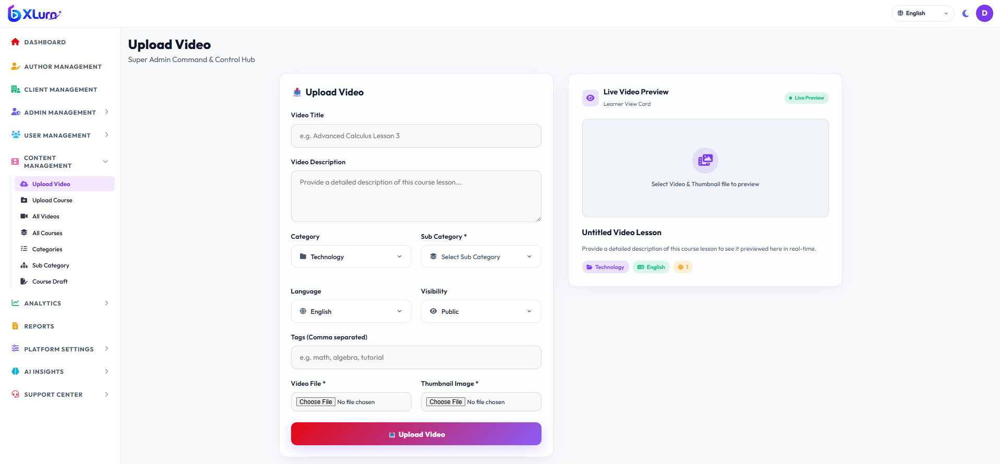 XLurn
English
D
DASHBOARD
AUTHOR MANAGEMENT
CLIENT MANAGEMENT
ADMIN MANAGEMENT
USER MANAGEMENT
CONTENT
MANAGEMENT
Upload Video
Upload Course
All Videos
All Courses
Categories
Sub Category
Course Draft
ANALYTICS
REPORTS
PLATFORM SETTINGS
AI INSIGHTS
SUPPORT CENTER
Upload Video
Super Admin Command & Control Hub
Upload Video
Video Title
e.g. Advanced Calculus Lesson 3
Video Description
Provide a detailed description of this course lesson...
Category
Sub Category *
Technology
Select Sub Category
Language
Visibility
English
Public
Tags (Comma separated)
e.g. math, algebra, tutorial
Video File *
Thumbnail Image *
Choose File No file chosen
Choose File No file chosen
Upload Video
Live Video Preview
Learner View Card
Live Preview
Select Video & Thumbnail file to preview
Untitled Video Lesson
Provide a detailed description of this course lesson to see it previewed here in real-time.
Technology
English
1